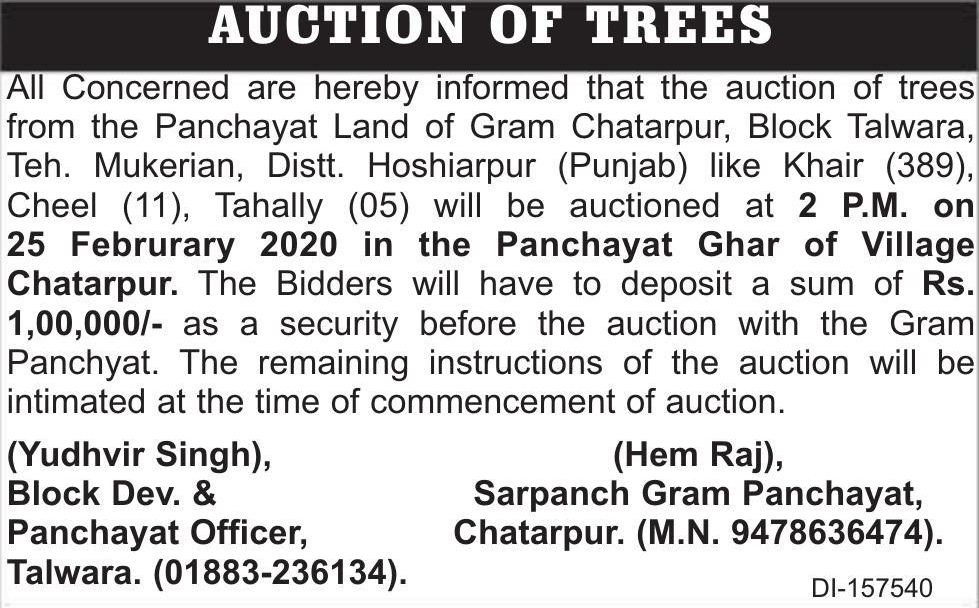 AUCTION OF TREES
All Concerned are hereby informed that the auction of trees
from the Panchayat Land of Gram Chatarpur, Block Talwara,
Teh. Mukerian, Distt. Hoshiarpur (Punjab) like Khair (389),
Cheel (11), Tahally (05) will be auctioned at 2 P.M. on
25 Februrary 2020 in the Panchayat Ghar of Village
Chatarpur. The Bidders will have to deposit a sum of Rs.
1,00,000/- as a security before the auction with the Gram
Panchyat. The remaining instructions of the auction will be
intimated at the time of commencement of auction.
(Yudhvir Singh),
Block Dev. &
Panchayat Officer,
Talwara. (01883-236134).
(Hem Raj),
Sarpanch Gram Panchayat,
Chatarpur. (M.N. 9478636474).
DI-157540